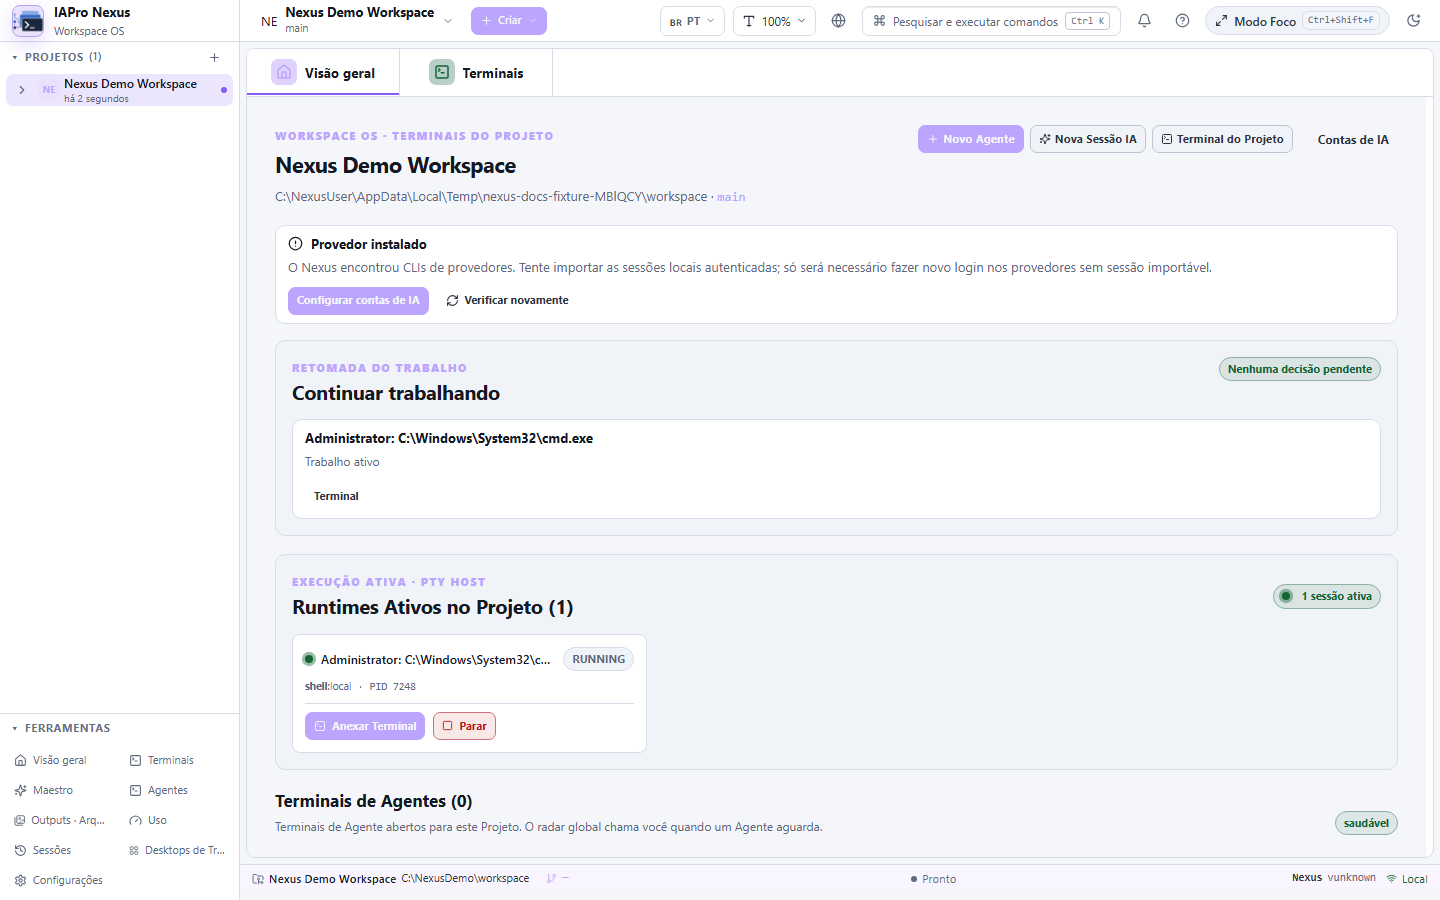 IAPro Nexus
Workspace OS
NE
Nexus Demo Workspace
main
+ Criar
BR PT
100%
Pesquisar e executar comandos
Ctrl K
Modo Foco
Ctrl+Shift+F
PROJETOS (1)
NE
Nexus Demo Workspace
há 2 segundos
Visão geral
Terminais
WORKSPACE OS · TERMINAIS DO PROJETO
Nexus Demo Workspace
C:\NexusUser\AppData\Local\Temp\nexus-docs-fixture-MBlQCY\workspace · main
+ Novo Agente
Nova Sessão IA
Terminal do Projeto
Contas de IA
Provedor instalado
O Nexus encontrou CLIs de provedores. Tente importar as sessões locais autenticadas; só será necessário fazer novo login nos provedores sem sessão importável.
Configurar contas de IA
Verificar novamente
RETOMADA DO TRABALHO
Continuar trabalhando
Nenhuma decisão pendente
Administrator: C:\Windows\System32\cmd.exe
Trabalho ativo
Terminal
EXECUÇÃO ATIVA · PTY HOST
Runtimes Ativos no Projeto (1)
1 sessão ativa
Administrator: C:\Windows\System32\c...
RUNNING
shell:local · PID 7248
Anexar Terminal
Parar
Terminais de Agentes (0)
Terminais de Agente abertos para este Projeto. O radar global chama você quando um Agente aguarda.
saudável
FERRAMENTAS
Visão geral
Terminais
Maestro
Agentes
Outputs · Arq...
Uso
Sessões
Desktops de Tr...
Configurações
Nexus Demo Workspace C:\NexusDemo\workspace
—
Pronto
Nexus vunknown
Local